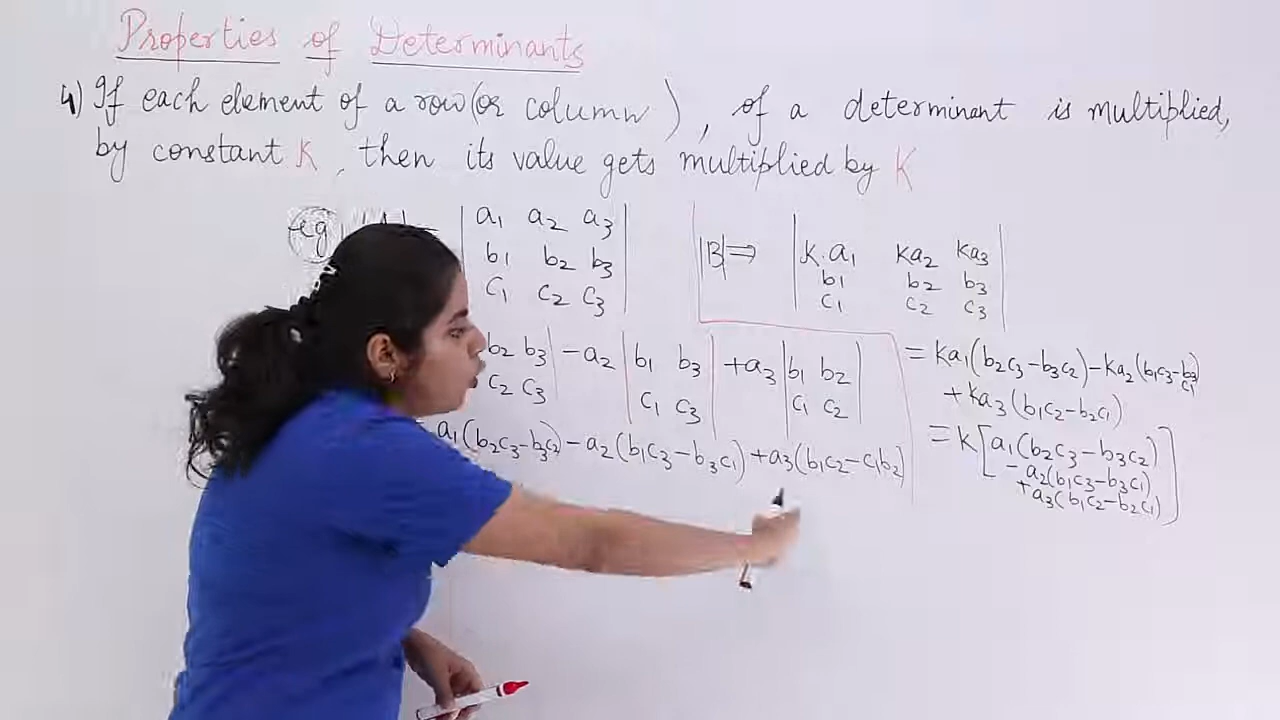 Properties of Determinants
4) If each element of a row (or column), of a determinant is multiplied,
by constant K, then its value gets multiplied by K
eg |A| = | a₁ a₂ a₃ |
b₁ b₂ b₃
c₁ c₂ c₃
b₂ b₃ | - a₂ | b₁ b₃ | + a₃ | b₁ b₂ |
c₂ c₃ c₁ c₃ c₁ c₂
a₁(b₂c₃-b₃c₂) - a₂(b₁c₃-b₃c₁) + a₃(b₁c₂-c₁b₂)
|B| ⇒ | k.a₁ ka₂ ka₃ |
b₁ b₂ b₃
c₁ c₂ c₃
= ka₁(b₂c₃-b₃c₂) - ka₂(b₁c₃-b₃c₁)
+ ka₃(b₁c₂-b₂c₁)
= k[a₁(b₂c₃-b₃c₂)
- a₂(b₁c₃-b₃c₁)
+ a₃(b₁c₂-b₂c₁)]